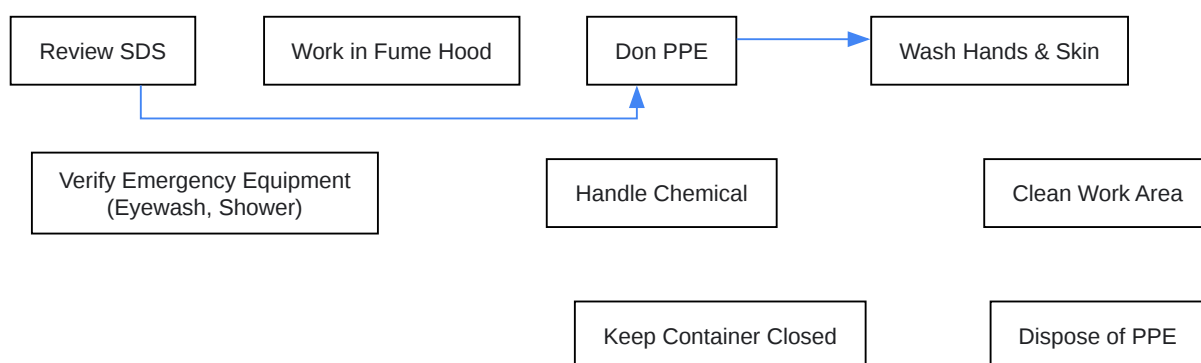 Review SDS
Work in Fume Hood
Don PPE
Wash Hands & Skin
Verify Emergency Equipment
(Eyewash, Shower)
Handle Chemical
Clean Work Area
Keep Container Closed
Dispose of PPE